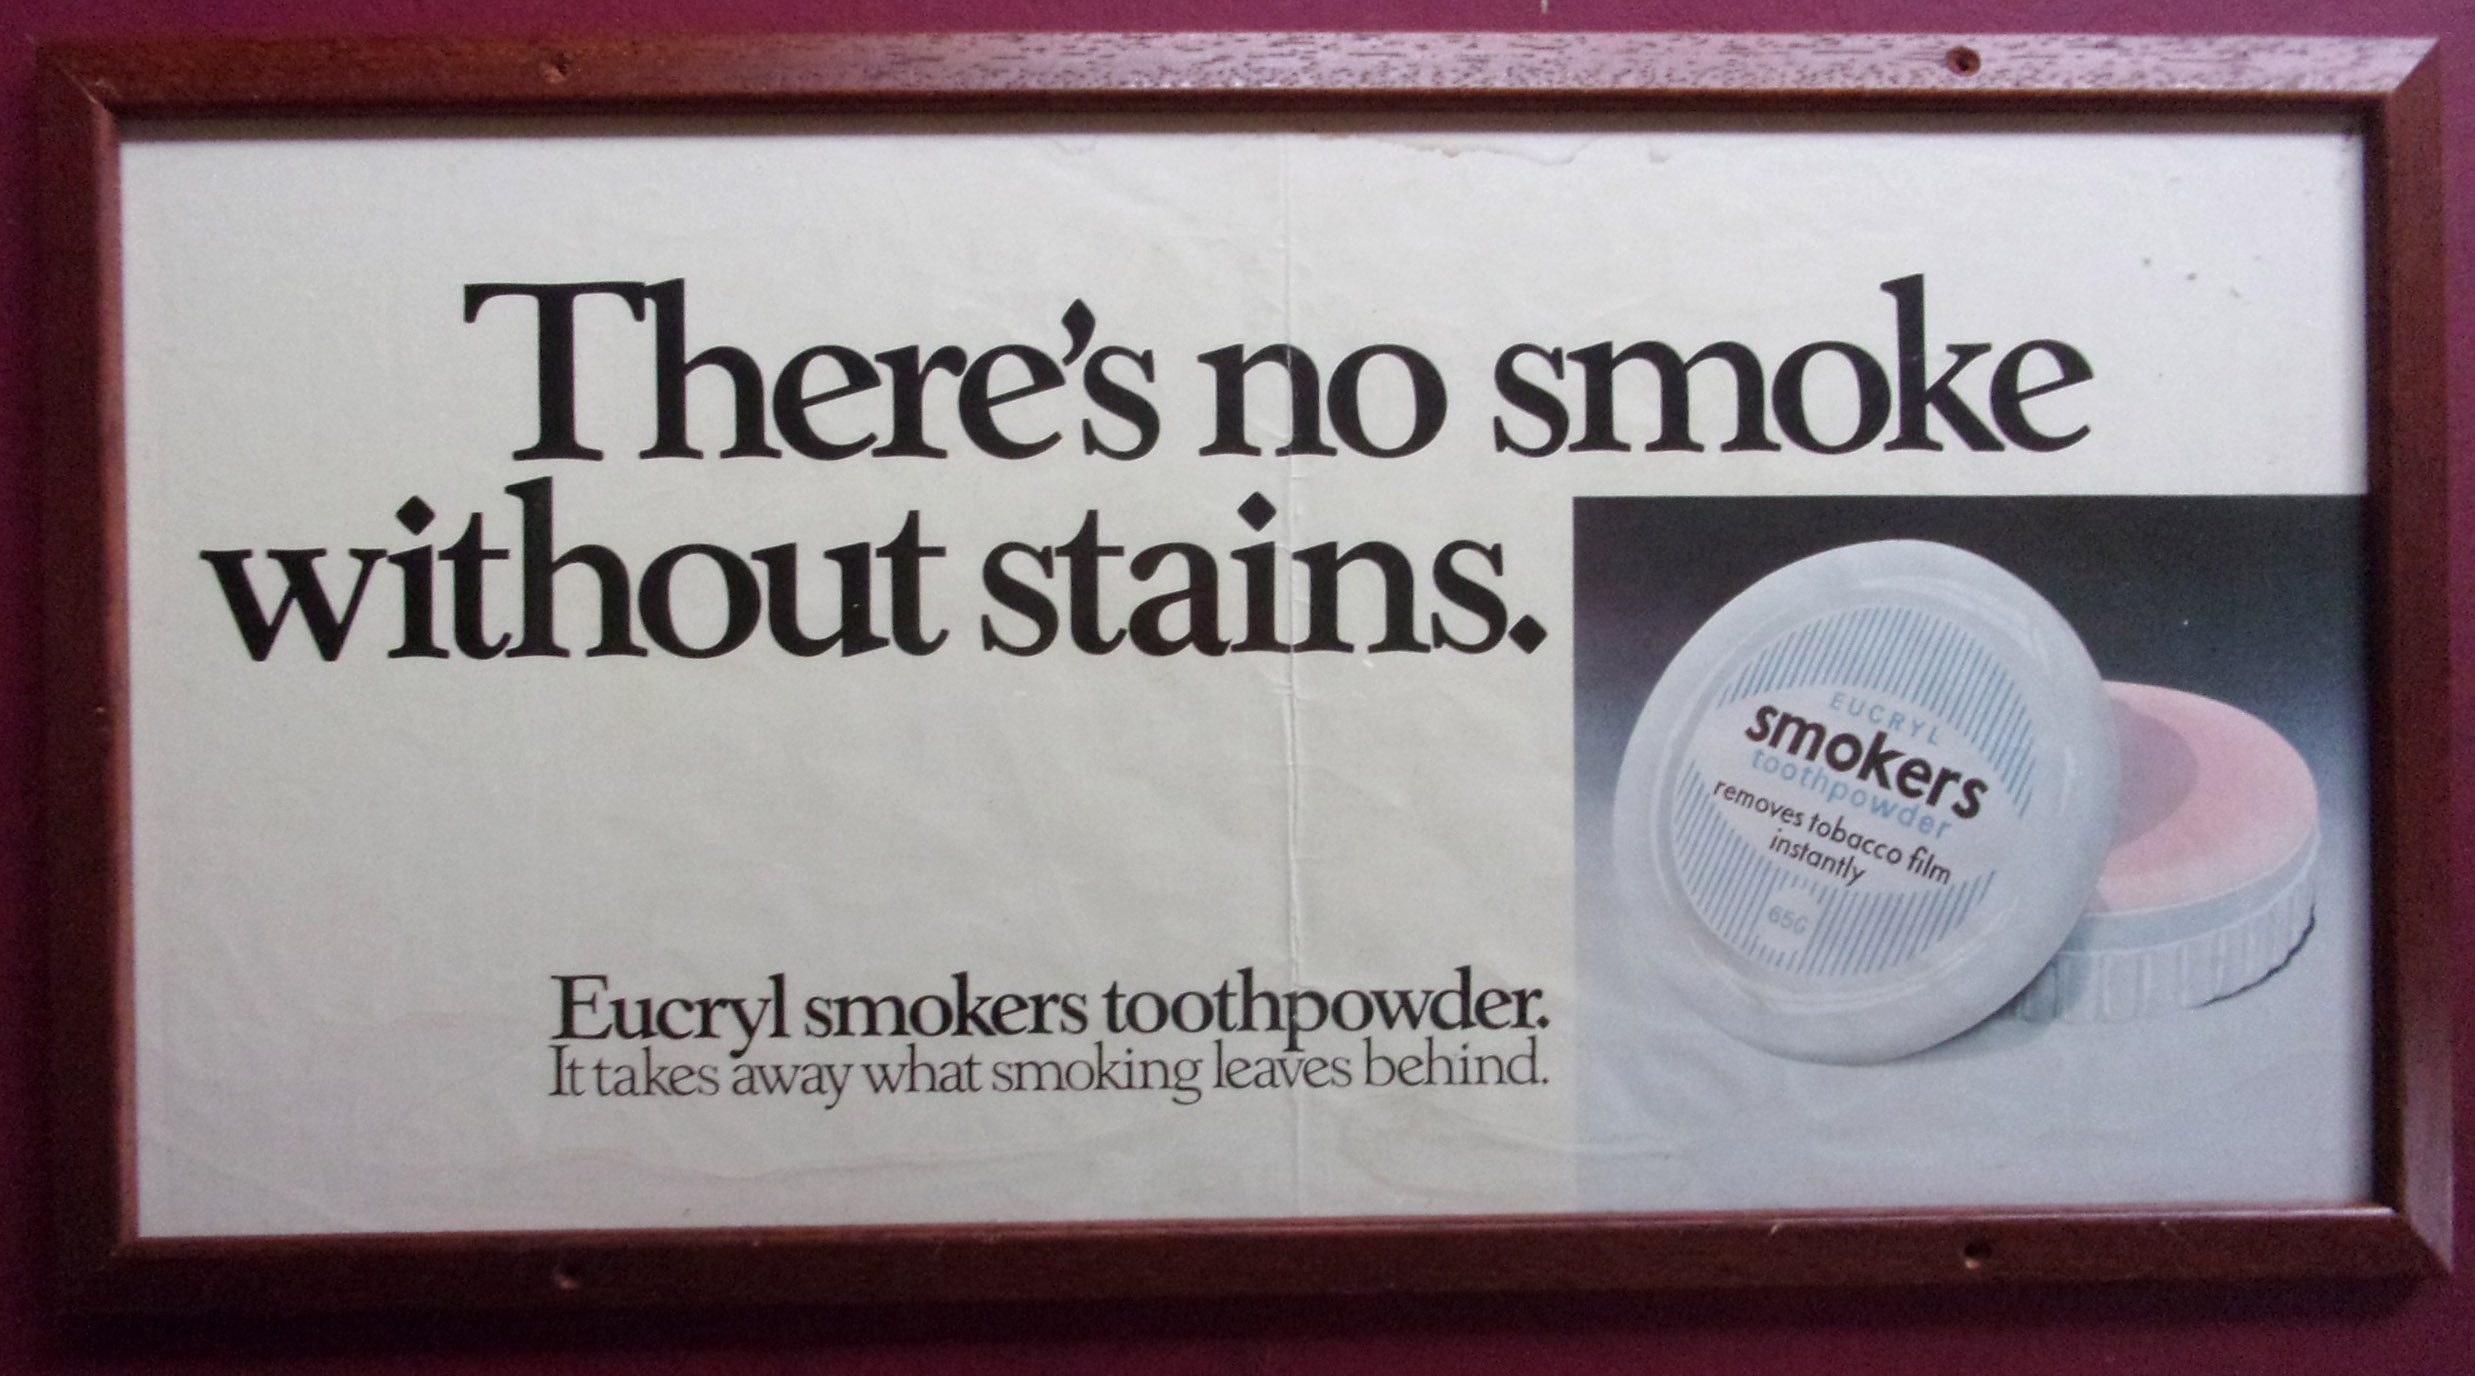 There's no smoke
without stains.
EUCRYL
smokers
toothpowder
removes tobacco film
instantly
65G
Eucryl smokers toothpowder.
It takes away what smoking leaves behind.